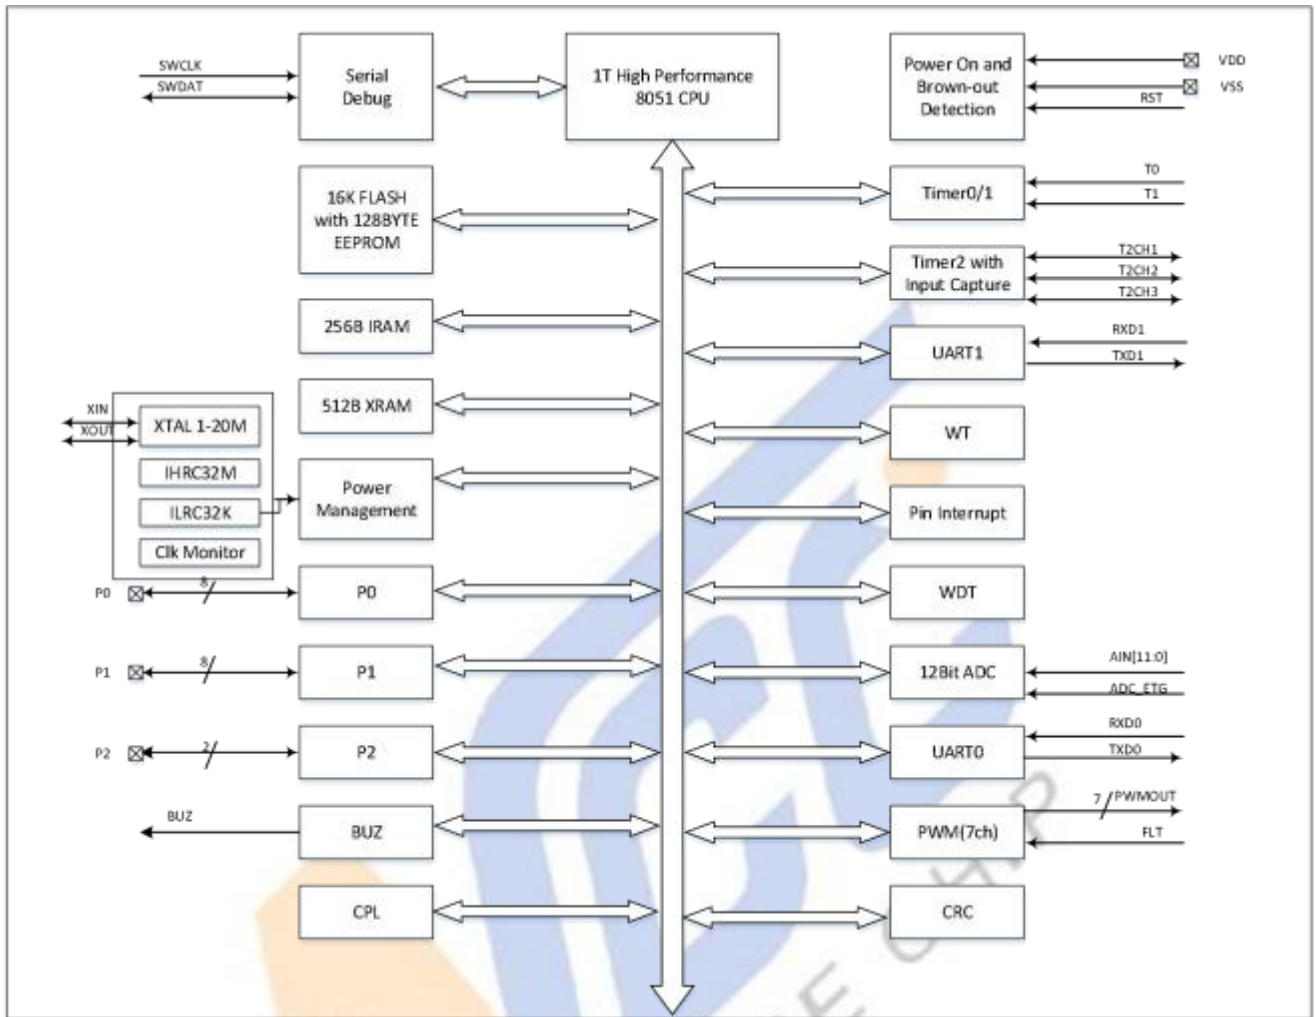 SWCLK
SWDAT
Serial
Debug
1T High Performance
8051 CPU
Power On and
Brown-out
Detection
VDD
VSS
RST
16K FLASH
with 128BYTE
EEPROM
Timer0/1
T0
T1
Timer2 with
Input Capture
T2CH1
T2CH2
T2CH3
256B IRAM
UART1
RXD1
TXD1
XIN
XOUT
XTAL 1-20M
IHRC32M
ILRC32K
Clk Monitor
512B XRAM
WT
Power
Management
Pin Interrupt
P0
8
P0
WDT
P1
8
P1
12Bit ADC
AIN[11:0]
ADC_ETG
P2
2
P2
UART0
RXD0
TXD0
BUZ
BUZ
PWM(7ch)
7
PWMOUT
FLT
CPL
CRC
E CHIP